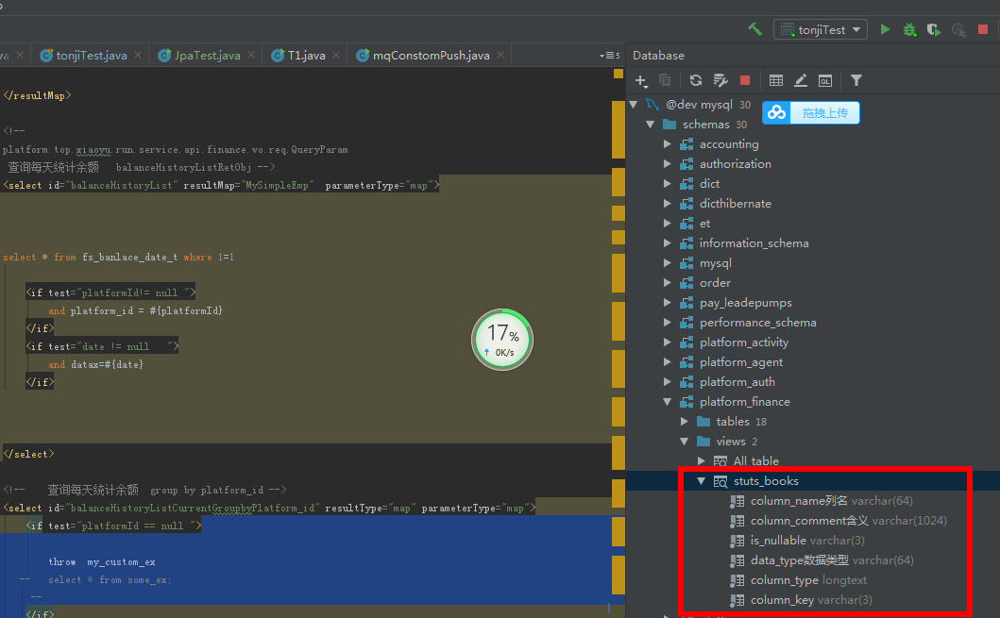 tonjiTest
va
tonjiTest.java
JpaTest.java
T1.java
mqConstomPush.java
5
</resultMap>
<!--
platform.top.xiaoyu.run.service.api.finance.vo.req.QueryParam
查询每天统计余额 balanceHistoryListRetObj -->
<select id="balanceHistoryList" resultMap="MySimpleEmp" parameterType="map">
select * from fs_banlace_date_t where 1=1
<if test="platformId!= null ">
and platform_id = #{platformId}
</if>
<if test="date != null ">
and datax=#{date}
</if>
</select>
<!-- 查询每天统计余额 group by platform_id -->
<select id="balanceHistoryListCurrentGroupbyPlatform_id" resultType="map" parameterType="map">
<if test="platformId == null ">
throw my_custom_ex
-- select * from some_ex;
--
</if>
17%
0K/s
Database
QL
@dev mysql 30
拖拽上传
schemas 30
accounting
authorization
dict
dicthibernate
et
information_schema
mysql
order
pay_leadepumps
performance_schema
platform_activity
platform_agent
platform_auth
platform_finance
tables 18
views 2
All_table
stuts_books
column_name列名 varchar(64)
column_comment含义 varchar(1024)
is_nullable varchar(3)
data_type数据类型 varchar(64)
column_type longtext
column_key varchar(3)